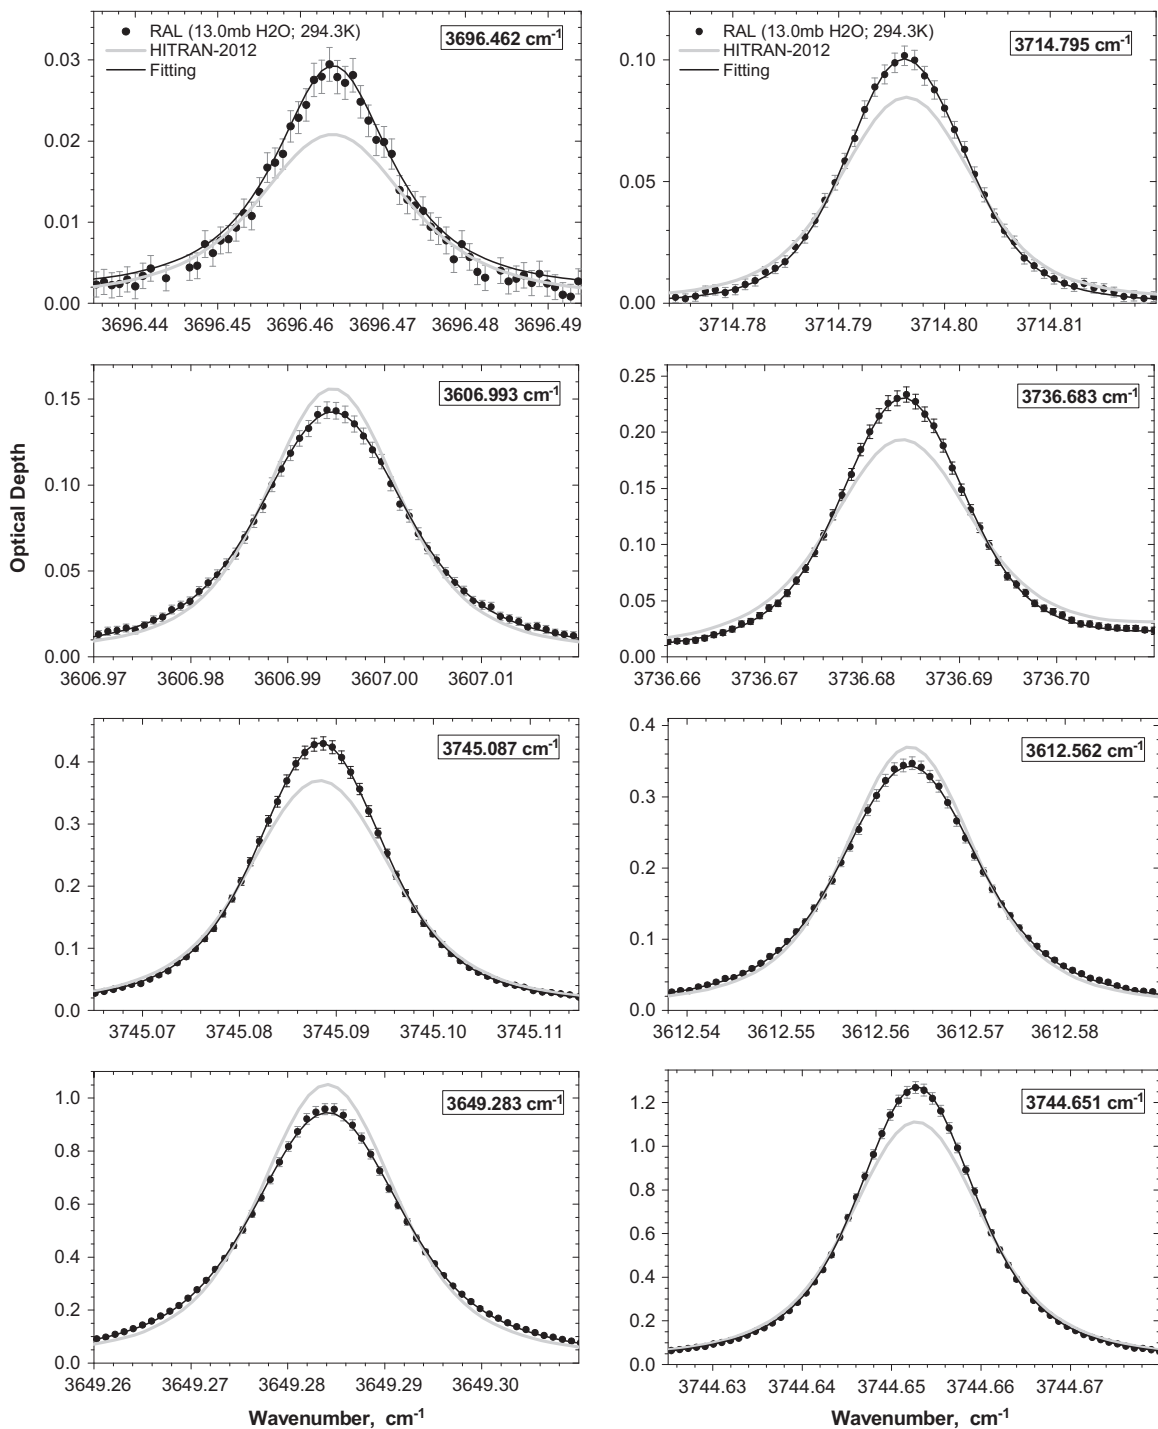 RAL (13.0mb H2O; 294.3K)
HITRAN-2012
Fitting
3696.462 cm-1
0.03
0.02
0.01
0.00
3696.44 3696.45 3696.46 3696.47 3696.48 3696.49
RAL (13.0mb H2O; 294.3K)
HITRAN-2012
Fitting
3714.795 cm-1
0.10
0.05
0.00
3714.78 3714.79 3714.80 3714.81
3606.993 cm-1
0.15
0.10
0.05
0.00
3606.97 3606.98 3606.99 3607.00 3607.01
3736.683 cm-1
0.25
0.20
0.15
0.10
0.05
0.00
3736.66 3736.67 3736.68 3736.69 3736.70
Optical Depth
3745.087 cm-1
0.4
0.3
0.2
0.1
0.0
3745.07 3745.08 3745.09 3745.10 3745.11
3612.562 cm-1
0.4
0.3
0.2
0.1
0.0
3612.54 3612.55 3612.56 3612.57 3612.58
3649.283 cm-1
1.0
0.8
0.6
0.4
0.2
0.0
3649.26 3649.27 3649.28 3649.29 3649.30
Wavenumber, cm-1
3744.651 cm-1
1.2
1.0
0.8
0.6
0.4
0.2
0.0
3744.63 3744.64 3744.65 3744.66 3744.67
Wavenumber, cm-1